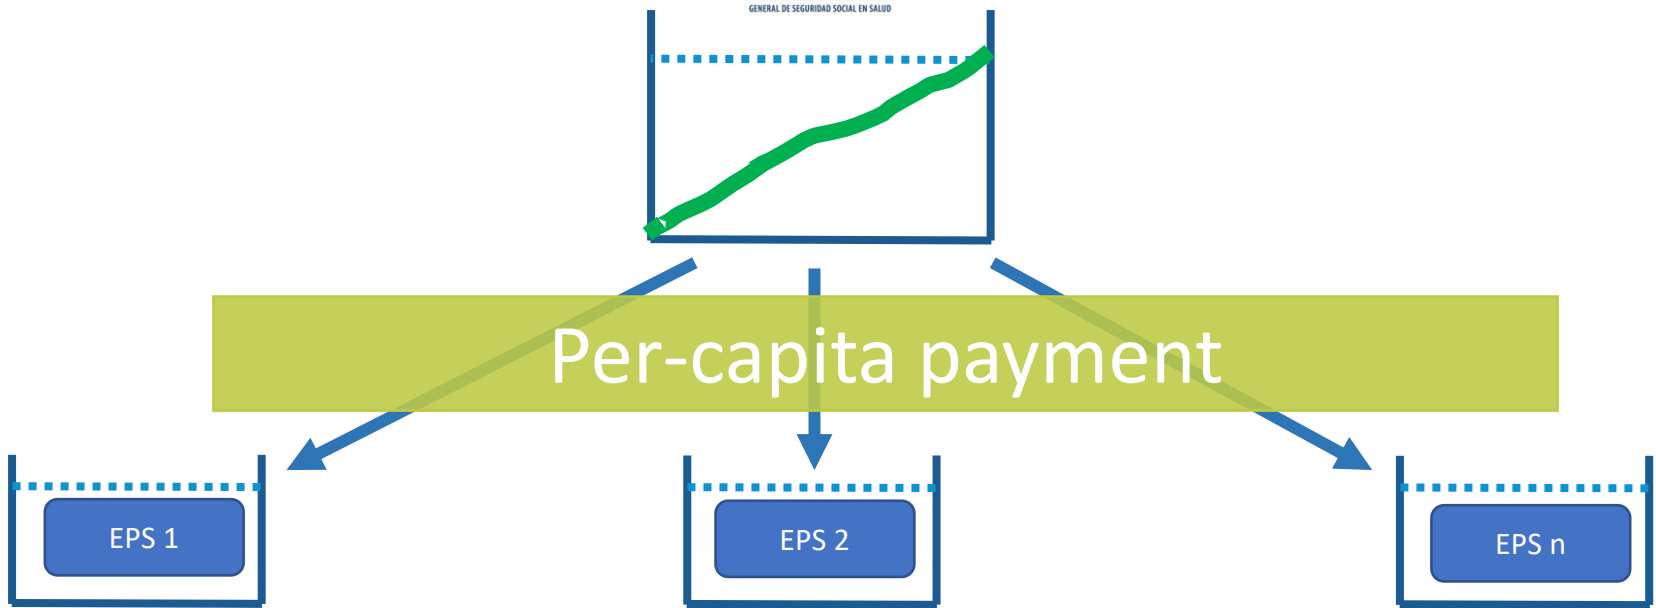 GENERAL DE SEGURIDAD SOCIAL EN SALUD
Per-capita payment
EPS 1
EPS 2
EPS n